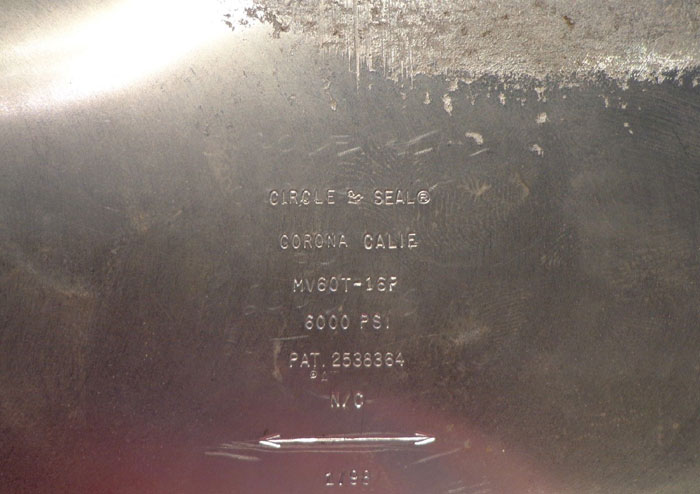 CIRCLE & SEAL®
CORONA CALIF
MV60T-16P
6000 PSI
PAT. 2538364
N/C
1/98